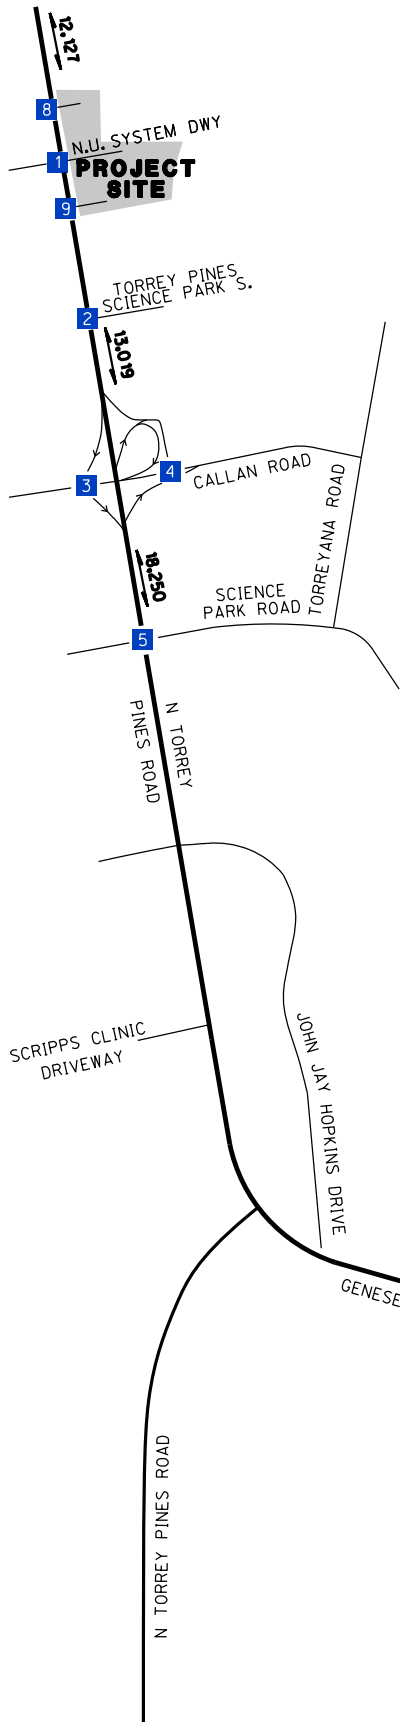 12,127
8
N.U. SYSTEM DWY
1
PROJECT
SITE
9
TORREY PINES
SCIENCE PARK S.
2
13,019
4
CALLAN ROAD
3
TORREYANA ROAD
18,250
SCIENCE
PARK ROAD
5
N TORREY
PINES ROAD
SCRIPPS CLINIC
DRIVEWAY
JOHN JAY HOPKINS DRIVE
GENESE
N TORREY PINES ROAD